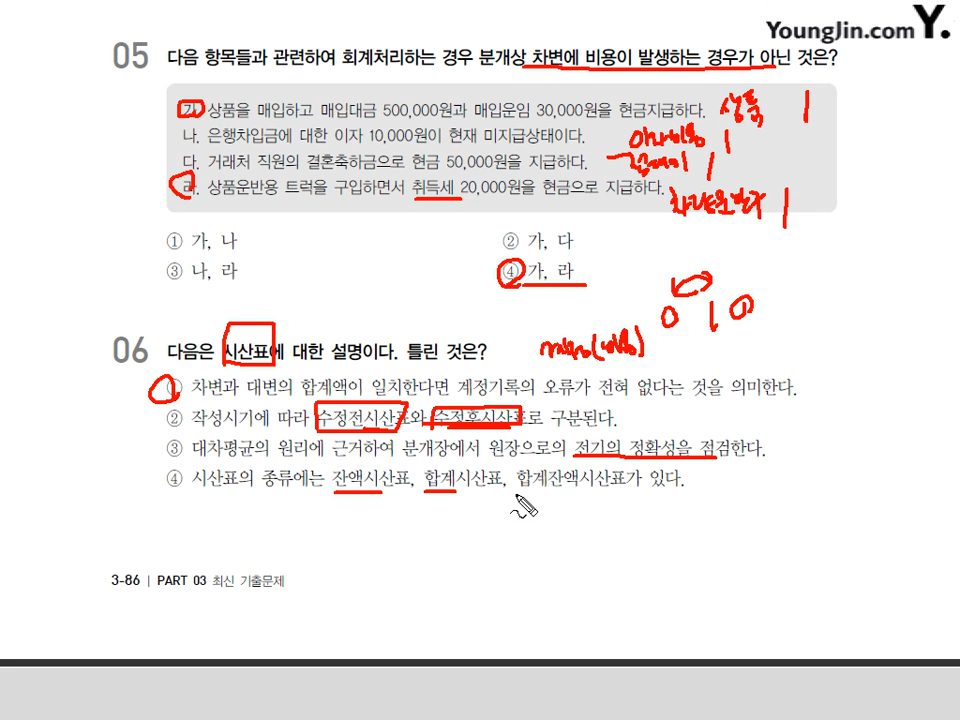 YoungJin.com Y.
05 다음 항목들과 관련하여 회계처리하는 경우 분개상 차변에 비용이 발생하는 경우가 아닌 것은?
가. 상품을 매입하고 매입대금 500,000원과 매입운임 30,000원을 현금지급하다. 상품
나. 은행차입금에 대한 이자 10,000원이 현재 미지급상태이다. 이자비용
다. 거래처 직원의 결혼축하금으로 현금 50,000원을 지급하다.
라. 상품운반용 트럭을 구입하면서 취득세 20,000원을 현금으로 지급하다. 차량운반구
① 가, 나
② 가, 다
③ 나, 라
④ 가, 라
06 다음은 시산표에 대한 설명이다. 틀린 것은?
① 차변과 대변의 합계액이 일치한다면 계정기록의 오류가 전혀 없다는 것을 의미한다.
② 작성시기에 따라 수정전시산표와 수정후시산표로 구분된다.
③ 대차평균의 원리에 근거하여 분개장에서 원장으로의 전기의 정확성을 점검한다.
④ 시산표의 종류에는 잔액시산표, 합계시산표, 합계잔액시산표가 있다.
3-86 | PART 03 최신 기출문제